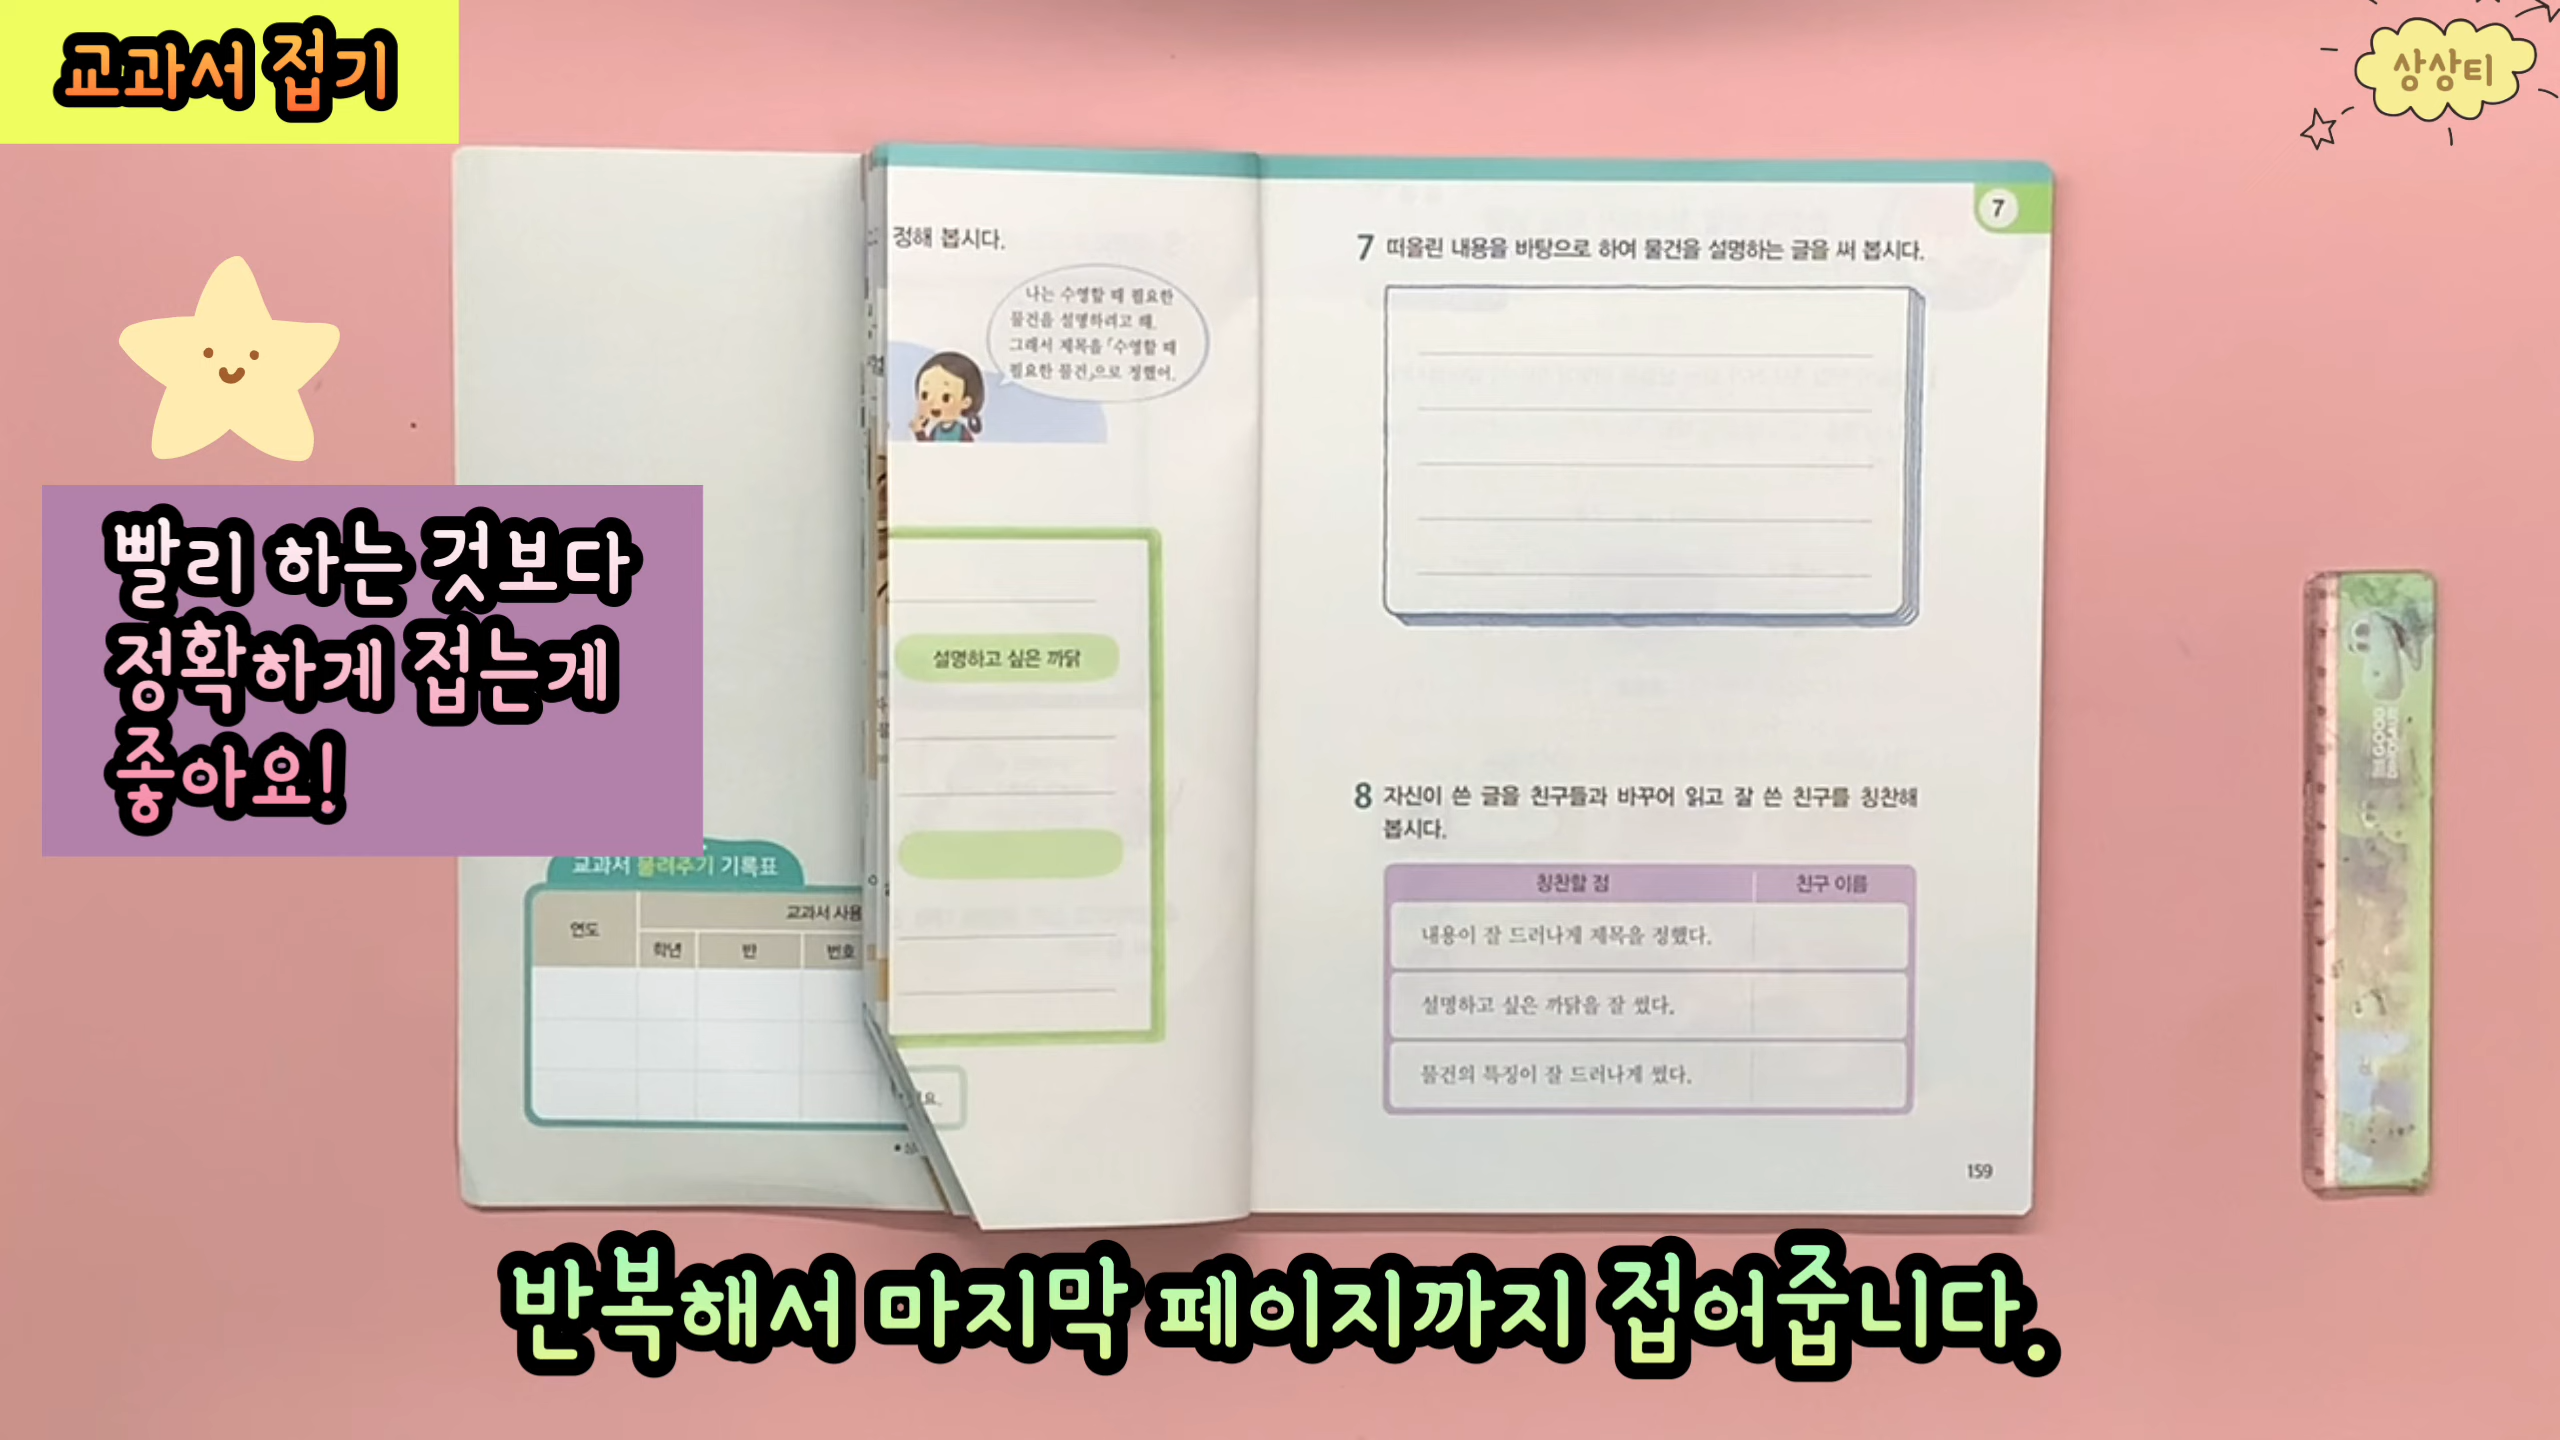 교과서 접기
상상티
빨리 하는 것보다
정확하게 접는게
좋아요!
정해 봅시다.
나는 수영할 때 필요한
물건을 설명하려고 해.
그래서 제목을 「수영할 때
필요한 물건」으로 정했어.
설명하고 싶은 까닭
7
7 떠올린 내용을 바탕으로 하여 물건을 설명하는 글을 써 봅시다.
8 자신이 쓴 글을 친구들과 바꾸어 읽고 잘 쓴 친구를 칭찬해
봅시다.
칭찬할 점 친구 이름
내용이 잘 드러나게 제목을 정했다.
설명하고 싶은 까닭을 잘 썼다.
물건의 특징이 잘 드러나게 썼다.
159
교과서 물려주기 기록표
연도
교과서 사용
학년 반 번호
THE GOOD
DINOSAUR
반복해서 마지막 페이지까지 접어줍니다.